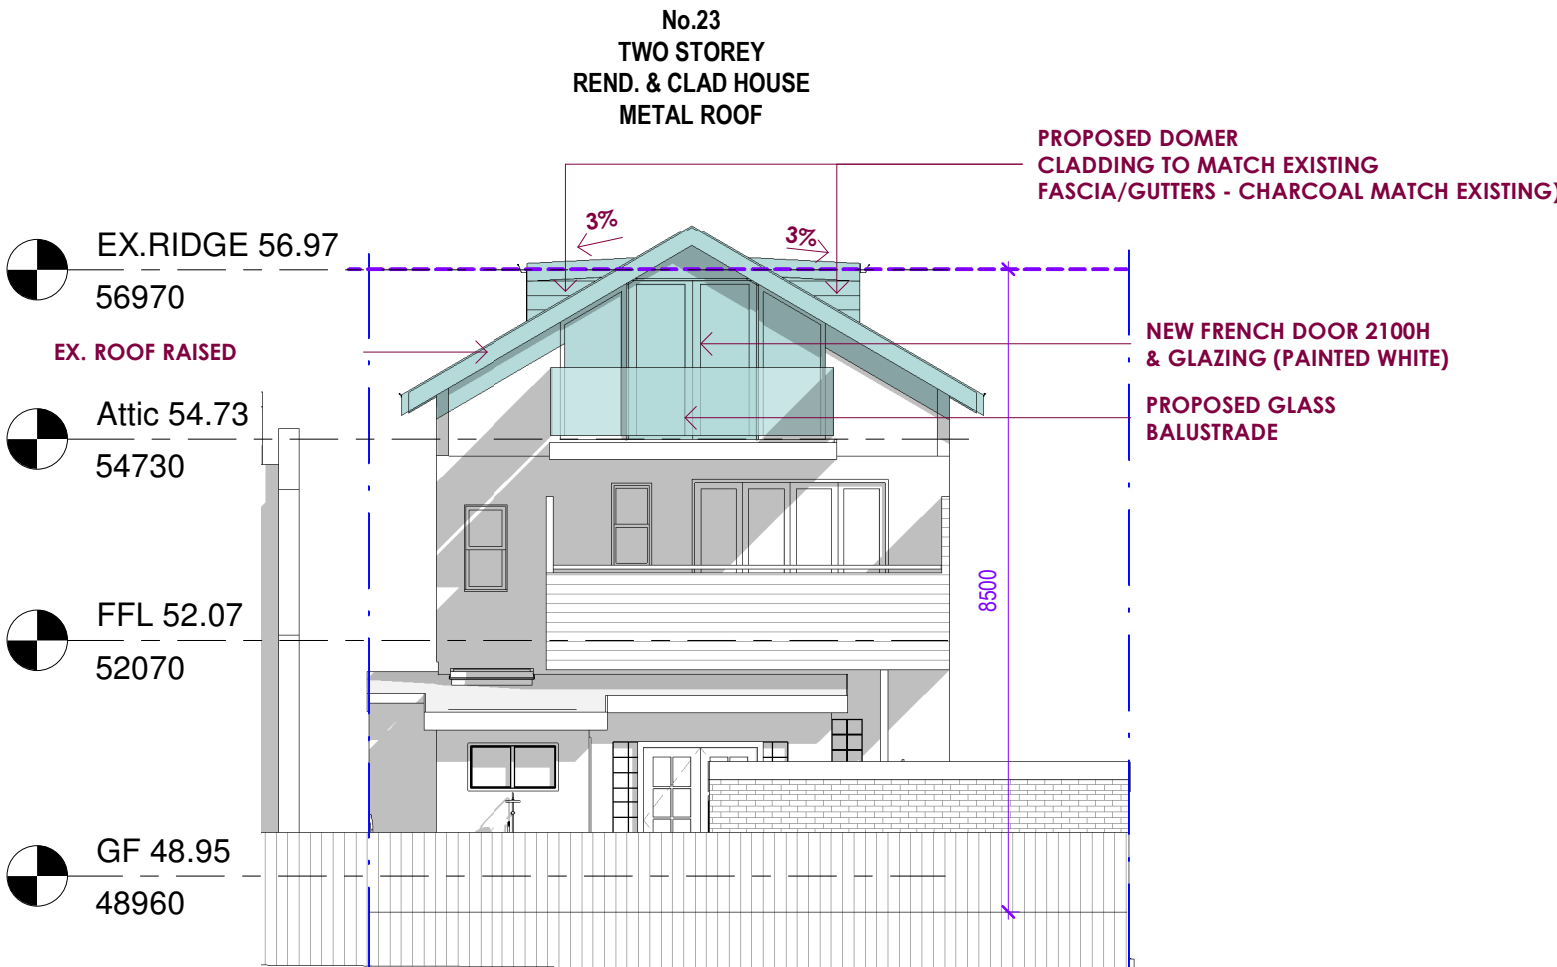 No.23
TWO STOREY
REND. & CLAD HOUSE
METAL ROOF
PROPOSED DOMER
CLADDING TO MATCH EXISTING
FASCIA/GUTTERS - CHARCOAL MATCH EXISTING)
3%
3%
EX.RIDGE 56.97
56970
EX. ROOF RAISED
NEW FRENCH DOOR 2100H
& GLAZING (PAINTED WHITE)
PROPOSED GLASS
BALUSTRADE
Attic 54.73
54730
8500
FFL 52.07
52070
GF 48.95
48960